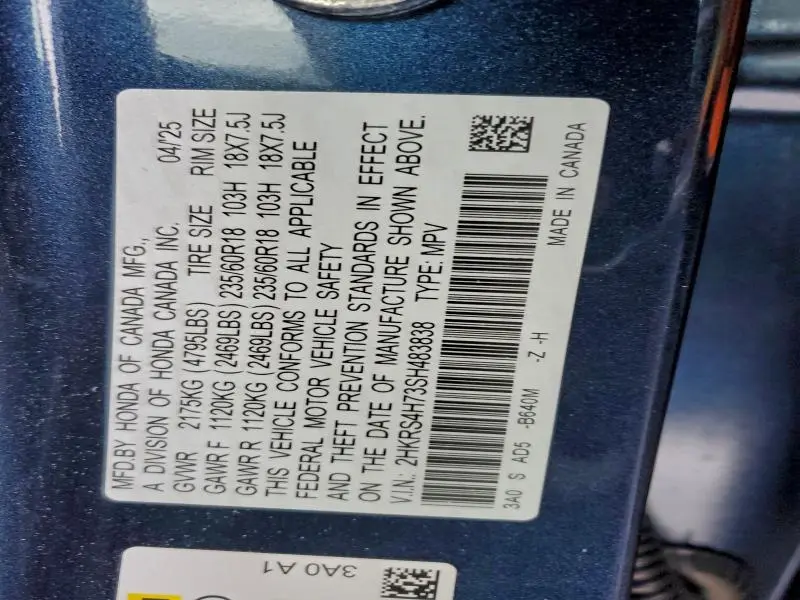 MFD.BY HONDA OF CANADA MFG.,
A DIVISION OF HONDA CANADA INC. 04/'25
GVWR 2175KG (4795LBS) TIRE SIZE RIM SIZE
GAWR F 1120KG (2469LBS) 235/60R18 103H 18X7.5J
GAWR R 1120KG (2469LBS) 235/60R18 103H 18X7.5J
THIS VEHICLE CONFORMS TO ALL APPLICABLE
FEDERAL MOTOR VEHICLE SAFETY
AND THEFT PREVENTION STANDARDS IN EFFECT
ON THE DATE OF MANUFACTURE SHOWN ABOVE.
V.I.N.: 2HKRS4H73SH483838 TYPE: MPV
3A0 S AD5 -B640M -Z -H
MADE IN CANADA
3A0 A1